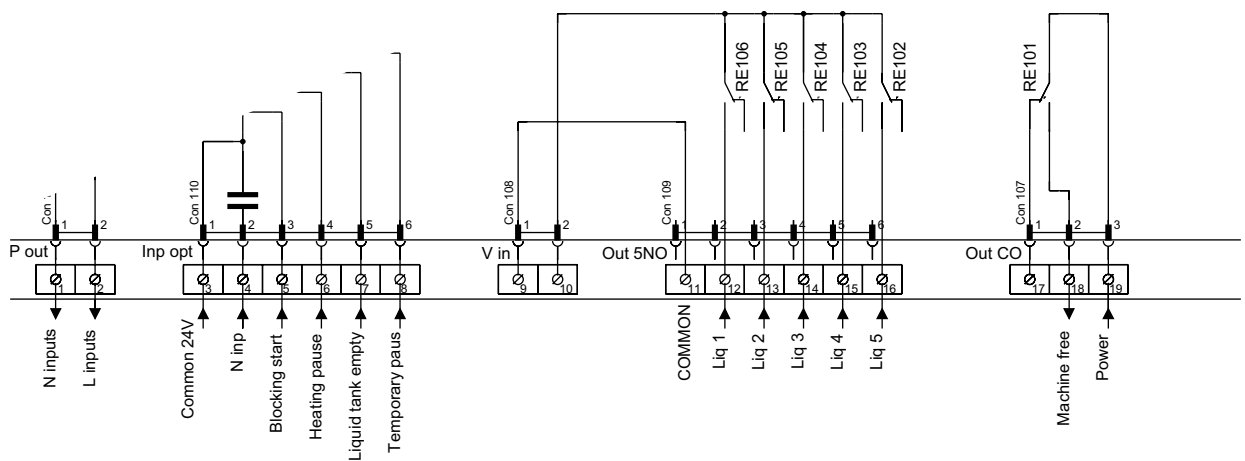 RE106
RE105
RE104
RE103
RE102
RE101
Con
Con 110
Con 108
Con 109
Con 107
1 2
1 2 3 4 5 6
1 2
1 2 3 4 5 6
1 2 3
P out
Inp opt
V in
Out 5NO
Out CO
1 2
3 4 5 6 7 8
9 10
11 12 13 14 15 16
17 18 19
N inputs
L inputs
Common 24V
N inp
Blocking start
Heating pause
Liquid tank empty
Temporary paus
COMMON
Liq 1
Liq 2
Liq 3
Liq 4
Liq 5
Machine free
Power